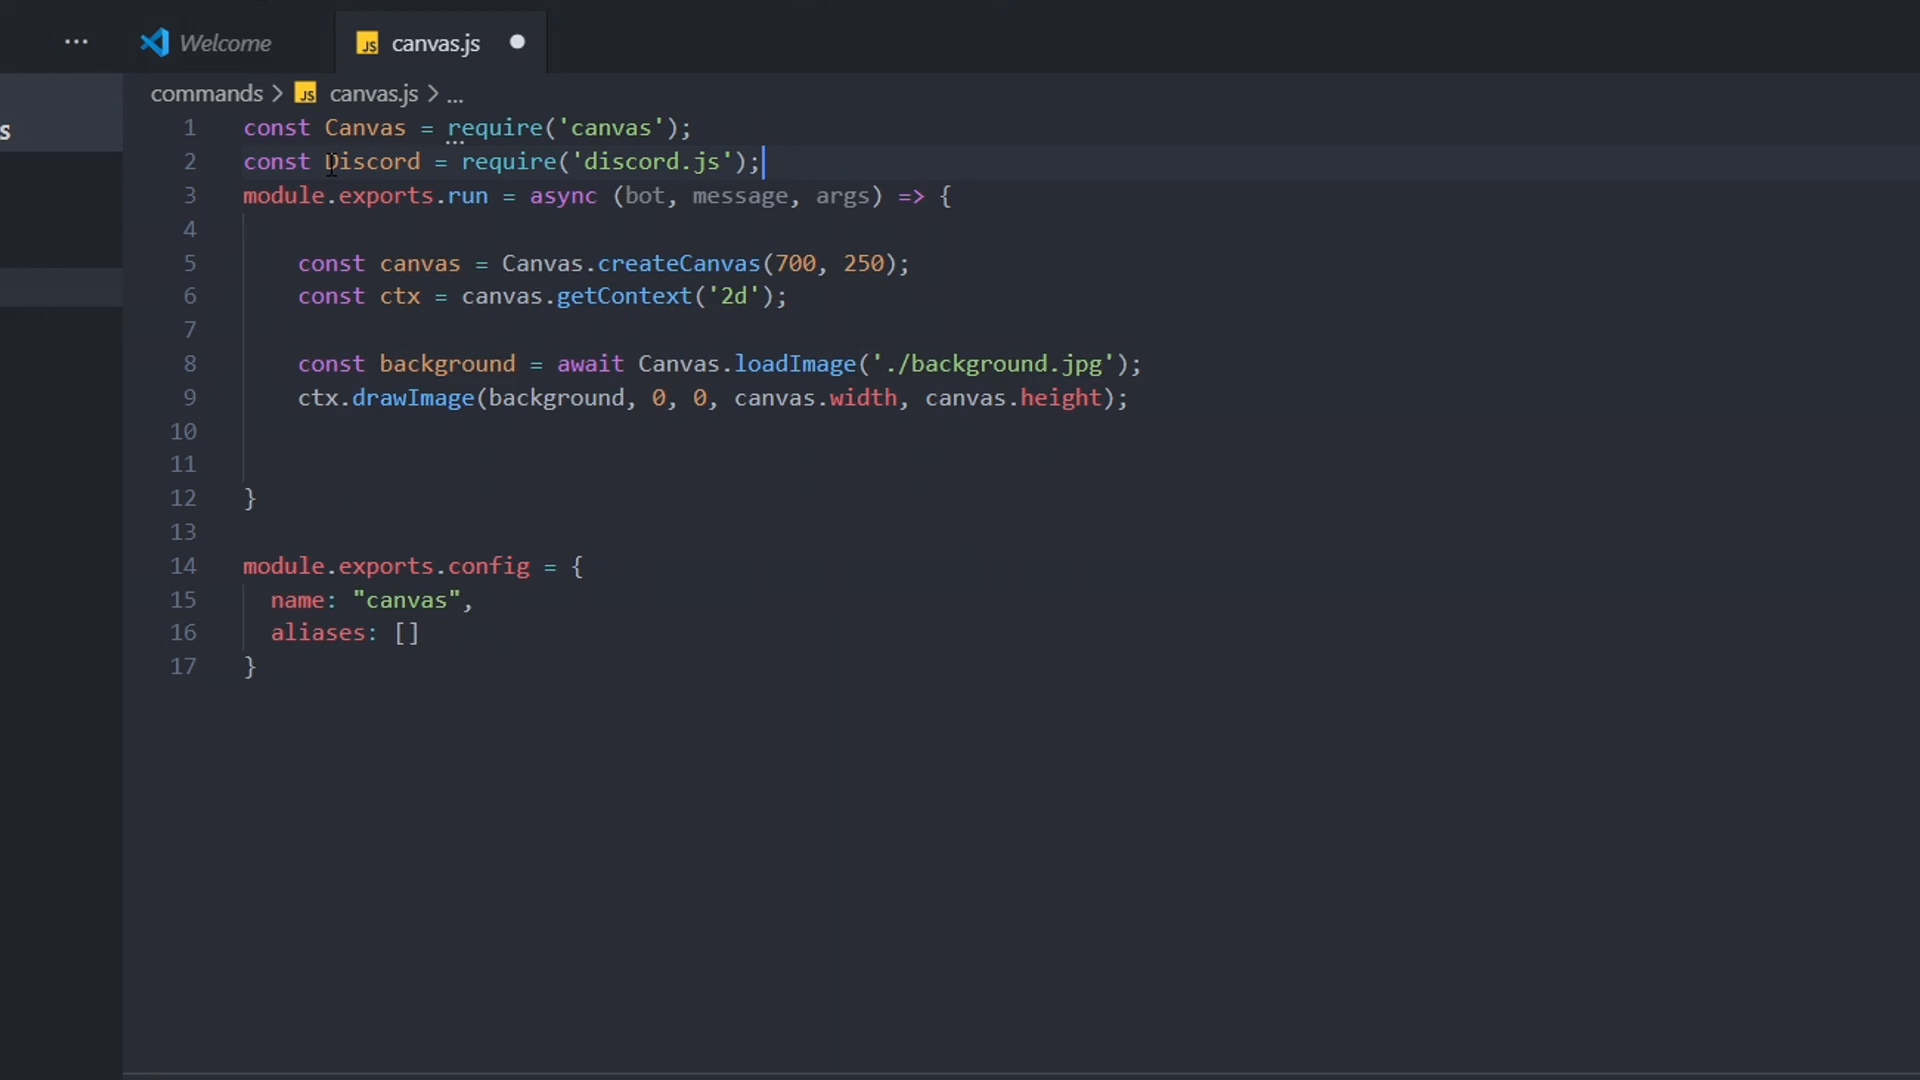 ··· Welcome JS canvas.js
commands > JS canvas.js > ...
s
1 const Canvas = require('canvas');
2 const Discord = require('discord.js');
3 module.exports.run = async (bot, message, args) => {
4
5 const canvas = Canvas.createCanvas(700, 250);
6 const ctx = canvas.getContext('2d');
7
8 const background = await Canvas.loadImage('./background.jpg');
9 ctx.drawImage(background, 0, 0, canvas.width, canvas.height);
10
11
12 }
13
14 module.exports.config = {
15 name: "canvas",
16 aliases: []
17 }